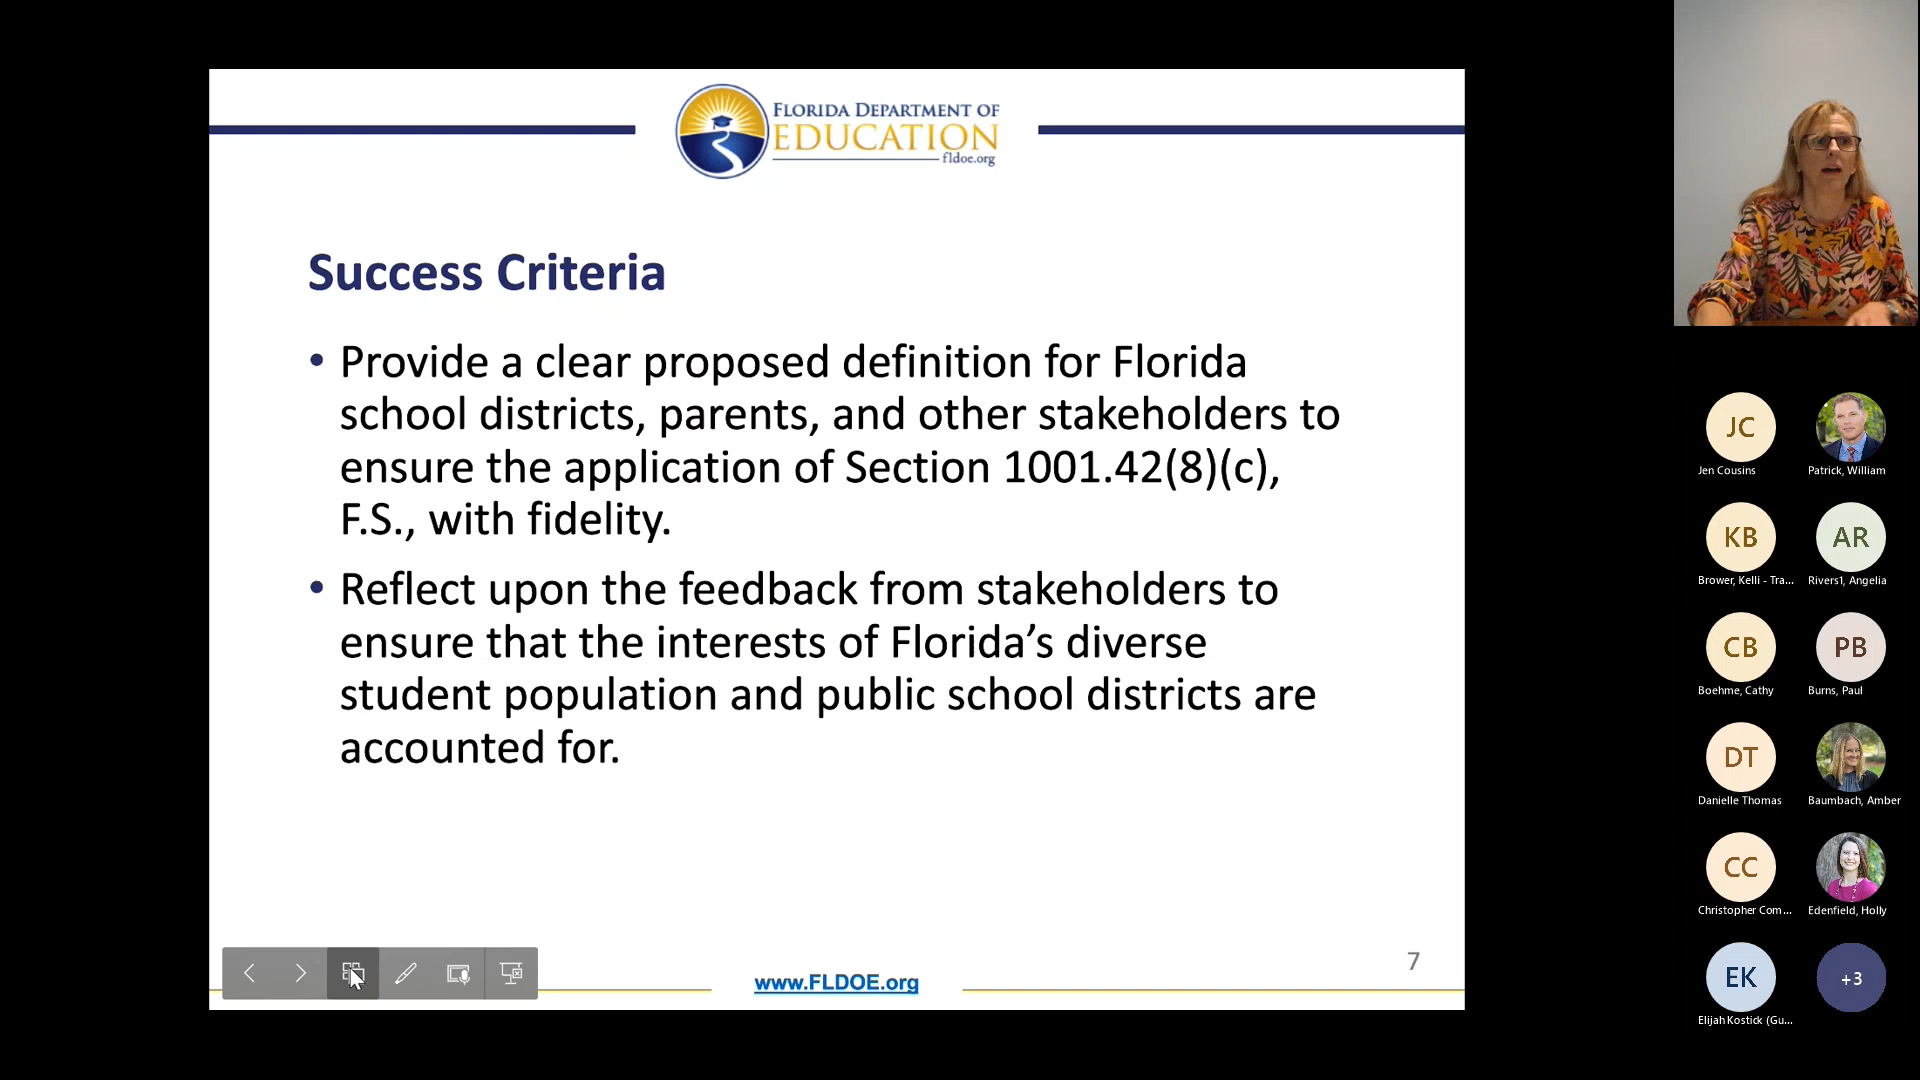 FLORIDA DEPARTMENT OF
EDUCATION
fldoe.org
Success Criteria
• Provide a clear proposed definition for Florida
school districts, parents, and other stakeholders to
ensure the application of Section 1001.42(8)(c),
F.S., with fidelity.
• Reflect upon the feedback from stakeholders to
ensure that the interests of Florida’s diverse
student population and public school districts are
accounted for.
7
www.FLDOE.org
JC
Jen Cousins
Patrick, William
KB
AR
Brower, Kelli - Tra...
Rivers1, Angelia
CB
PB
Boehme, Cathy
Burns, Paul
DT
Danielle Thomas
Baumbach, Amber
CC
Christopher Com...
Edenfield, Holly
EK
+3
Elijah Kostick (Gu...